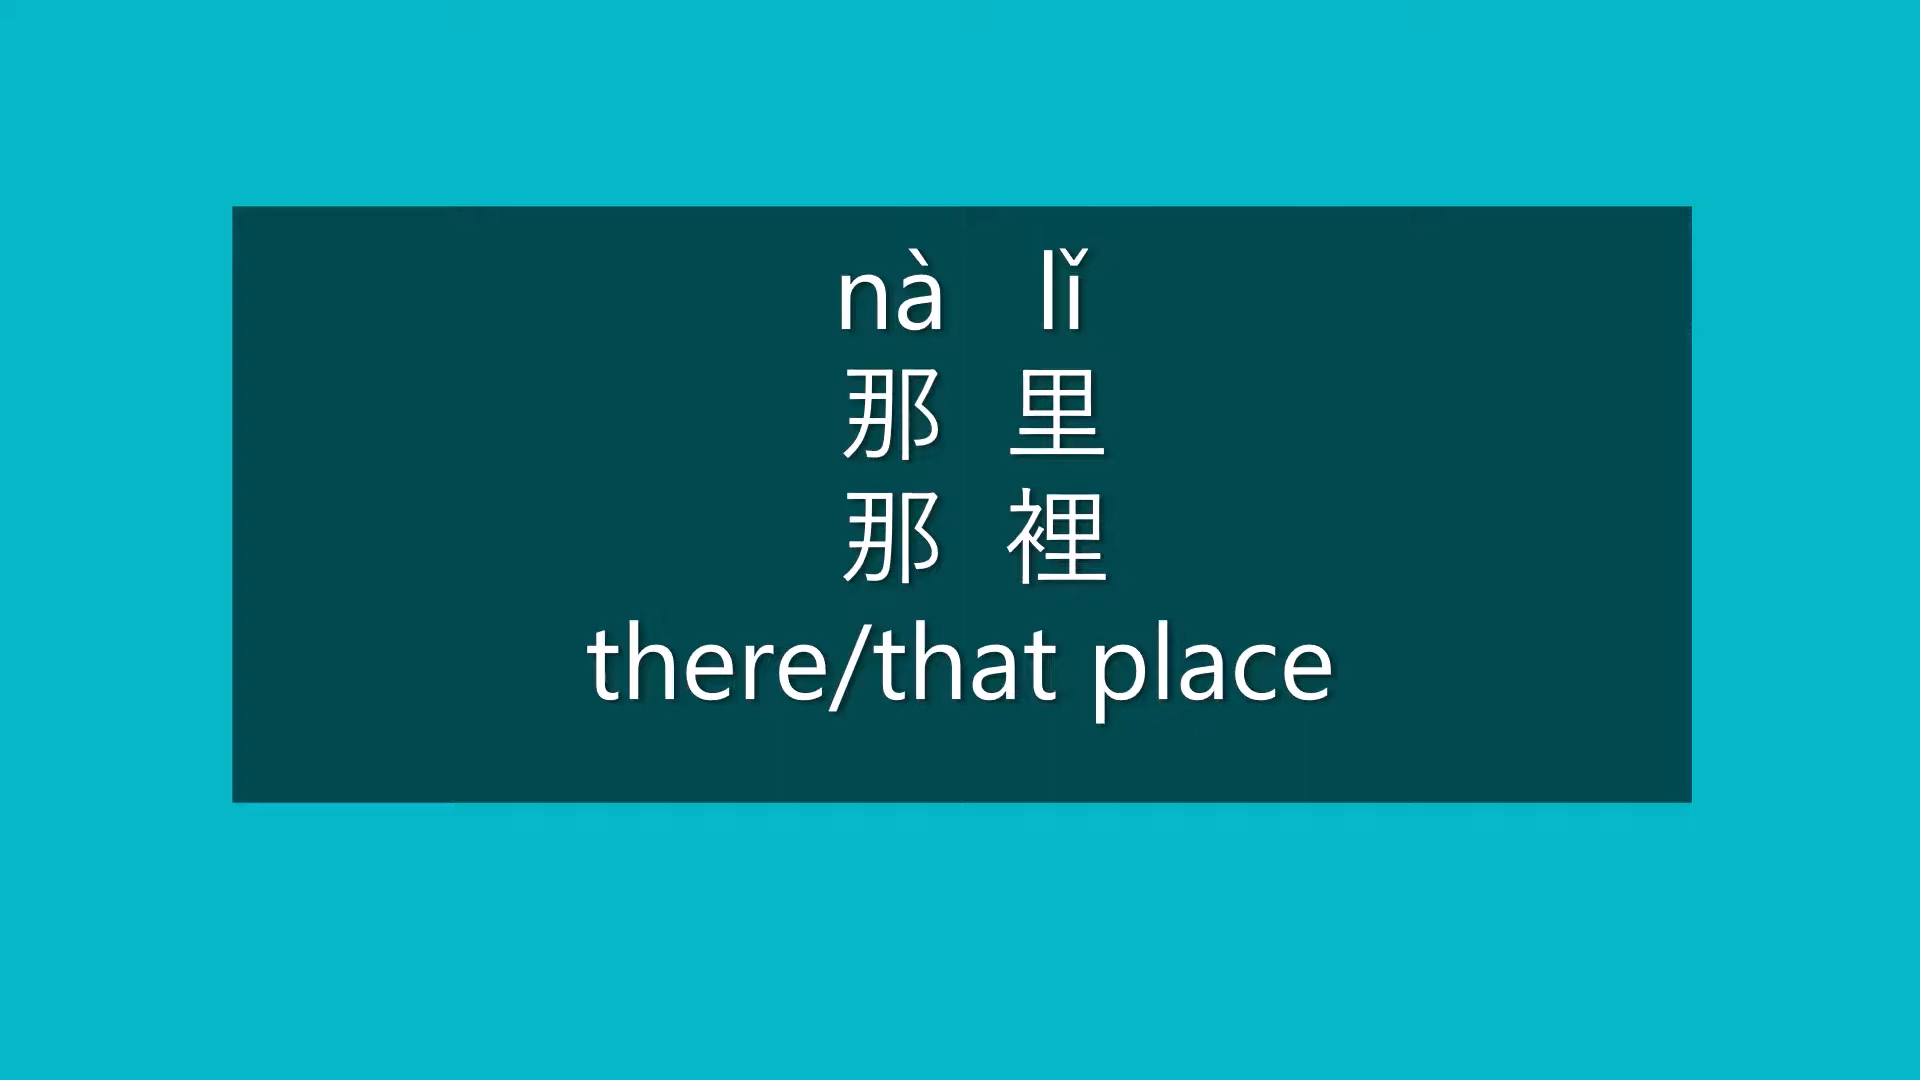 nà lǐ
那 里
那 裡
there/that place